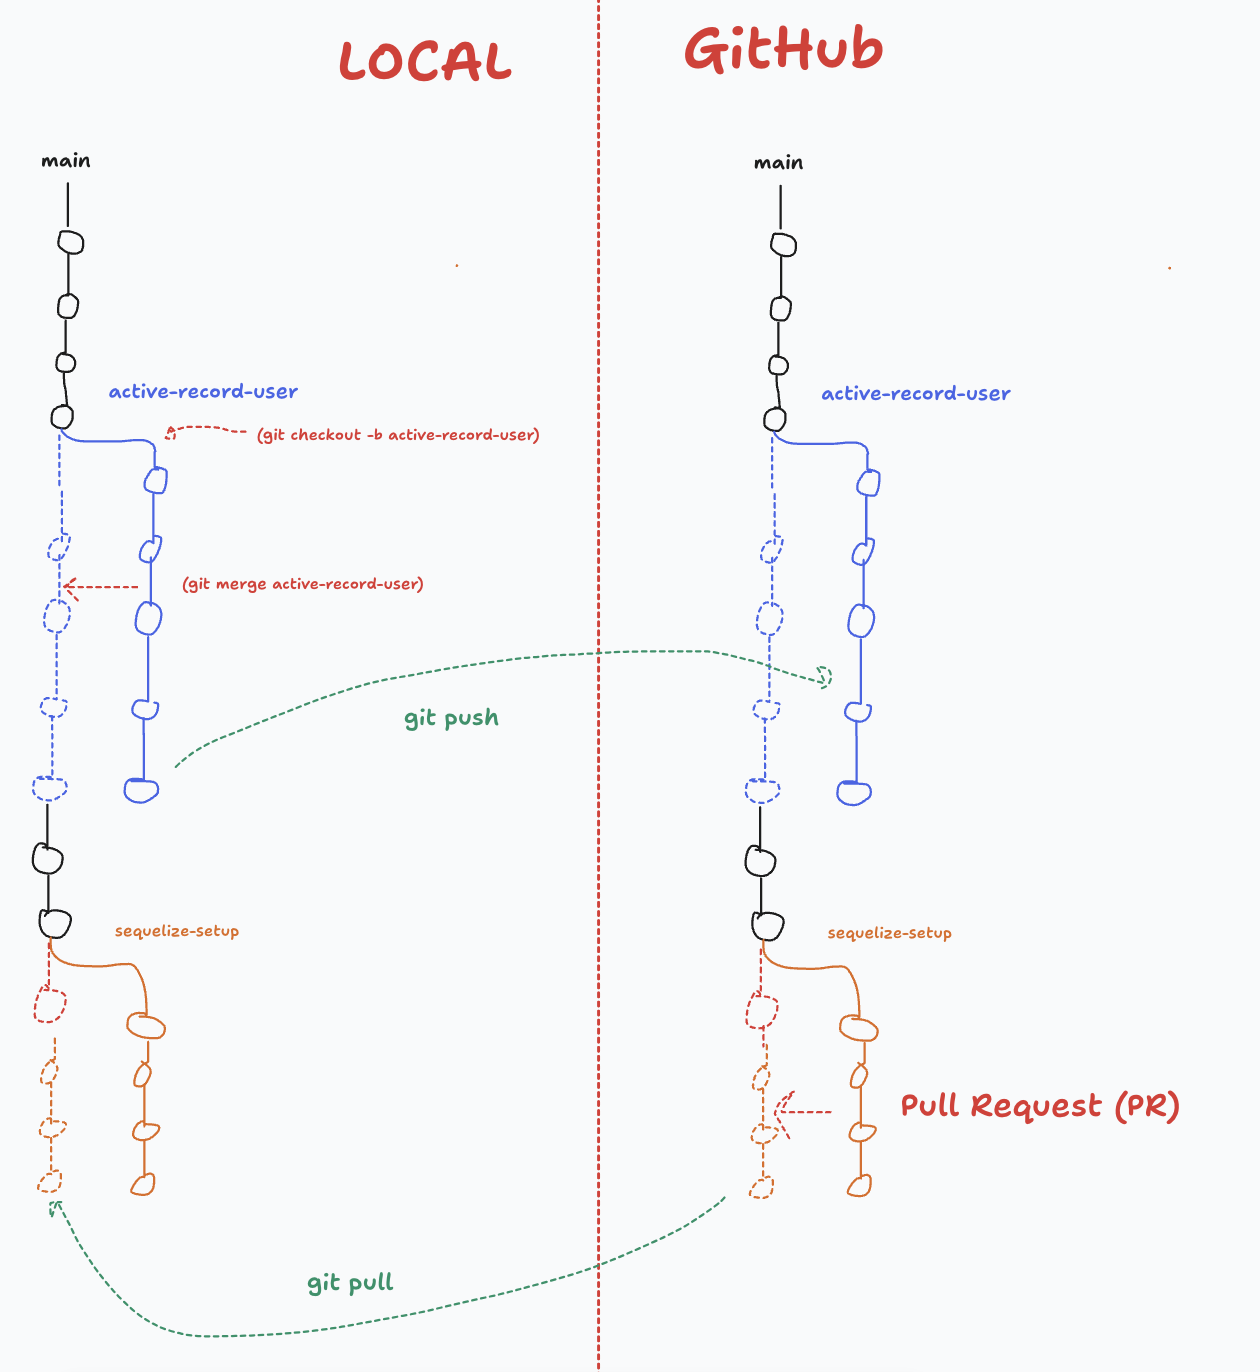 LOCAL
GitHub
main
main
active-record-user
active-record-user
(git checkout -b active-record-user)
(git merge active-record-user)
git push
sequelize-setup
sequelize-setup
Pull Request (PR)
git pull